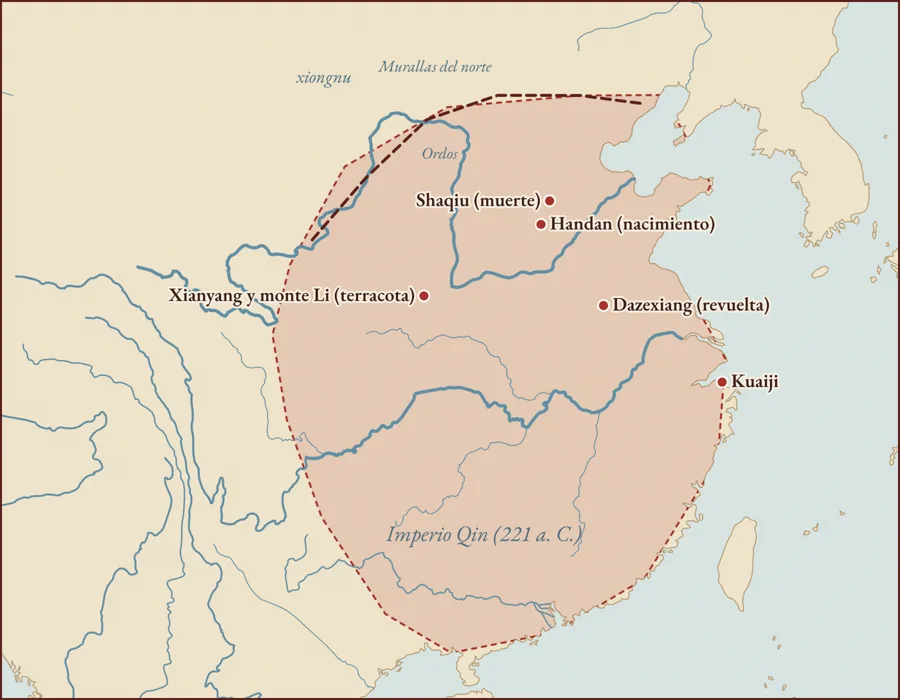 Murallas del norte
xiongnu
Ordos
Shaqiu (muerte)
Handan (nacimiento)
Xianyang y monte Li (terracota)
Dazexiang (revuelta)
Kuaiji
Imperio Qin (221 a. C.)